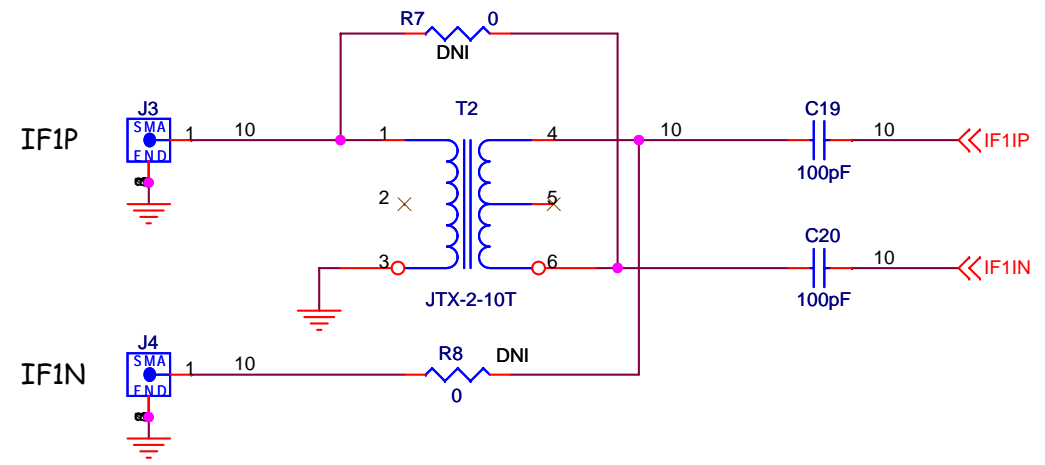 R7 0
DNI
J3
T2
C19
IF1P
SMA
1 10 1 4 10 10
IF1IP
END
100pF
2 5
C20
3 6 10
IF1IN
JTX-2-10T
100pF
J4
R8 DNI
IF1N
SMA
1 10
END
0